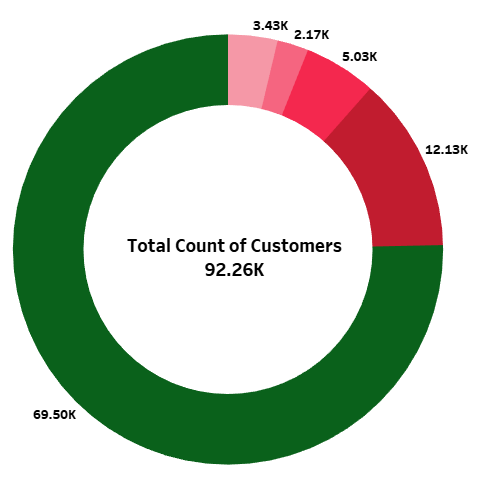 3.43K
2.17K
5.03K
12.13K
Total Count of Customers
92.26K
69.50K